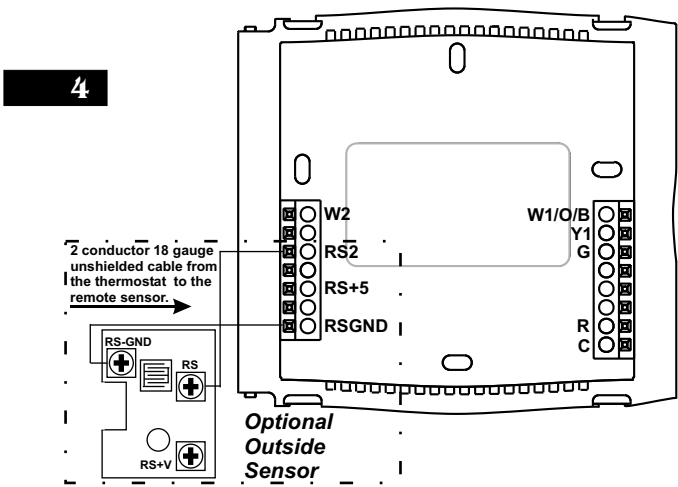 4
W2
RS2
RS+5
RSGND
W1/O/B
Y1
G
R
C
2 conductor 18 gauge
unshielded cable from
the thermostat to the
remote sensor.
RS-GND
RS
RS+V
Optional
Outside
Sensor